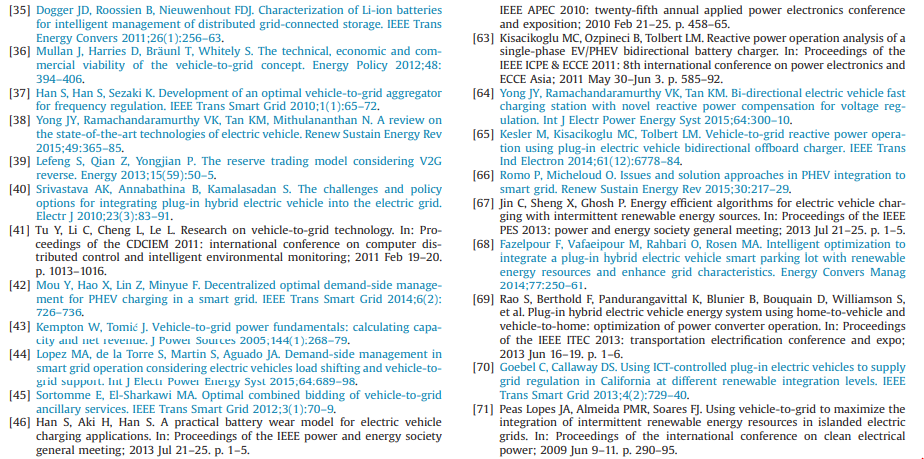 [35] Dogger JD, Roossien B, Nieuwenhout FDJ. Characterization of Li-ion batteries
for intelligent management of distributed grid-connected storage. IEEE Trans
Energy Convers 2011;26(1):256–63.
[36] Mullan J, Harries D, Bräunl T, Whitely S. The technical, economic and com-
mercial viability of the vehicle-to-grid concept. Energy Policy 2012;48:
394–406.
[37] Han S, Han S, Sezaki K. Development of an optimal vehicle-to-grid aggregator
for frequency regulation. IEEE Trans Smart Grid 2010;1(1):65–72.
[38] Yong JY, Ramachandaramurthy VK, Tan KM, Mithulananthan N. A review on
the state-of-the-art technologies of electric vehicle. Renew Sustain Energy Rev
2015;49:365–85.
[39] Lefeng S, Qian Z, Yongjian P. The reserve trading model considering V2G
reverse. Energy 2013;15(59):50–5.
[40] Srivastava AK, Annabathina B, Kamalasadan S. The challenges and policy
options for integrating plug-in hybrid electric vehicle into the electric grid.
Electr J 2010;23(3):83–91.
[41] Tu Y, Li C, Cheng L, Le L. Research on vehicle-to-grid technology. In: Pro-
ceedings of the CDCIEM 2011: international conference on computer dis-
tributed control and intelligent environmental monitoring; 2011 Feb 19–20.
p. 1013–1016.
[42] Mou Y, Hao X, Lin Z, Minyue F. Decentralized optimal demand-side manage-
ment for PHEV charging in a smart grid. IEEE Trans Smart Grid 2014;6(2):
726–736.
[43] Kempton W, Tomić J. Vehicle-to-grid power fundamentals: calculating capa-
city and net revenue. J Power Sources 2005;144(1):268–79.
[44] Lopez MA, de la Torre S, Martin S, Aguado JA. Demand-side management in
smart grid operation considering electric vehicles load shifting and vehicle-to-
grid support. Int J Electr Power Energy Syst 2015;64:689–98.
[45] Sortomme E, El-Sharkawi MA. Optimal combined bidding of vehicle-to-grid
ancillary services. IEEE Trans Smart Grid 2012;3(1):70–9.
[46] Han S, Aki H, Han S. A practical battery wear model for electric vehicle
charging applications. In: Proceedings of the IEEE power and energy society
general meeting; 2013 Jul 21–25. p. 1–5.
IEEE APEC 2010: twenty-fifth annual applied power electronics conference
and exposition; 2010 Feb 21–25. p. 458–65.
[63] Kisacikoglu MC, Ozpineci B, Tolbert LM. Reactive power operation analysis of a
single-phase EV/PHEV bidirectional battery charger. In: Proceedings of the
IEEE ICPE & ECCE 2011: 8th international conference on power electronics and
ECCE Asia; 2011 May 30–Jun 3. p. 585–92.
[64] Yong JY, Ramachandaramurthy VK, Tan KM. Bi-directional electric vehicle fast
charging station with novel reactive power compensation for voltage reg-
ulation. Int J Electr Power Energy Syst 2015;64:300–10.
[65] Kesler M, Kisacikoglu MC, Tolbert LM. Vehicle-to-grid reactive power opera-
tion using plug-in electric vehicle bidirectional offboard charger. IEEE Trans
Ind Electron 2014;61(12):6778–84.
[66] Romo P, Micheloud O. Issues and solution approaches in PHEV integration to
smart grid. Renew Sustain Energy Rev 2015;30:217–29.
[67] Jin C, Sheng X, Ghosh P. Energy efficient algorithms for electric vehicle char-
ging with intermittent renewable energy sources. In: Proceedings of the IEEE
PES 2013: power and energy society general meeting; 2013 Jul 21–25. p. 1–5.
[68] Fazelpour F, Vafaeipour M, Rahbari O, Rosen MA. Intelligent optimization to
integrate a plug-in hybrid electric vehicle smart parking lot with renewable
energy resources and enhance grid characteristics. Energy Convers Manag
2014;77:250–61.
[69] Rao S, Berthold F, Pandurangavittal K, Blunier B, Bouquain D, Williamson S,
et al. Plug-in hybrid electric vehicle energy system using home-to-vehicle and
vehicle-to-home: optimization of power converter operation. In: Proceedings
of the IEEE ITEC 2013: transportation electrification conference and expo;
2013 Jun 16–19. p. 1–6.
[70] Goebel C, Callaway DS. Using ICT-controlled plug-in electric vehicles to supply
grid regulation in California at different renewable integration levels. IEEE
Trans Smart Grid 2013;4(2):729–40.
[71] Peas Lopes JA, Almeida PMR, Soares FJ. Using vehicle-to-grid to maximize the
integration of intermittent renewable energy resources in islanded electric
grids. In: Proceedings of the international conference on clean electrical
power; 2009 Jun 9–11. p. 290–95.